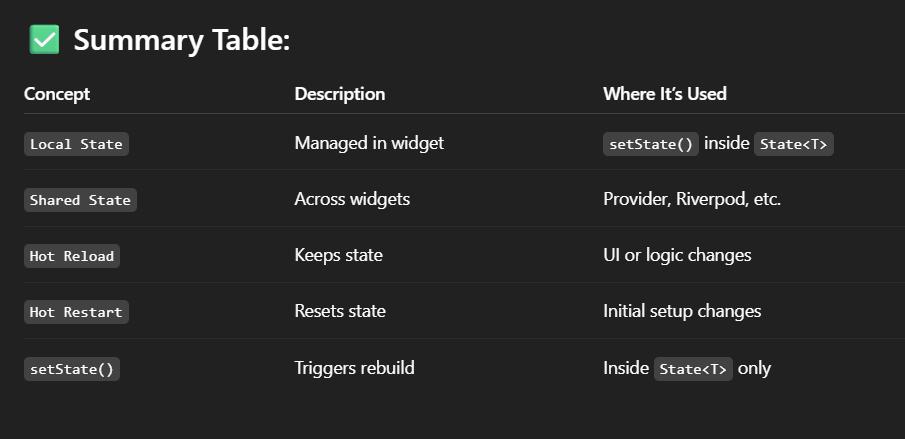 ✅ Summary Table:
Concept Description Where It’s Used
Local State Managed in widget setState() inside State<T>
Shared State Across widgets Provider, Riverpod, etc.
Hot Reload Keeps state UI or logic changes
Hot Restart Resets state Initial setup changes
setState() Triggers rebuild Inside State<T> only